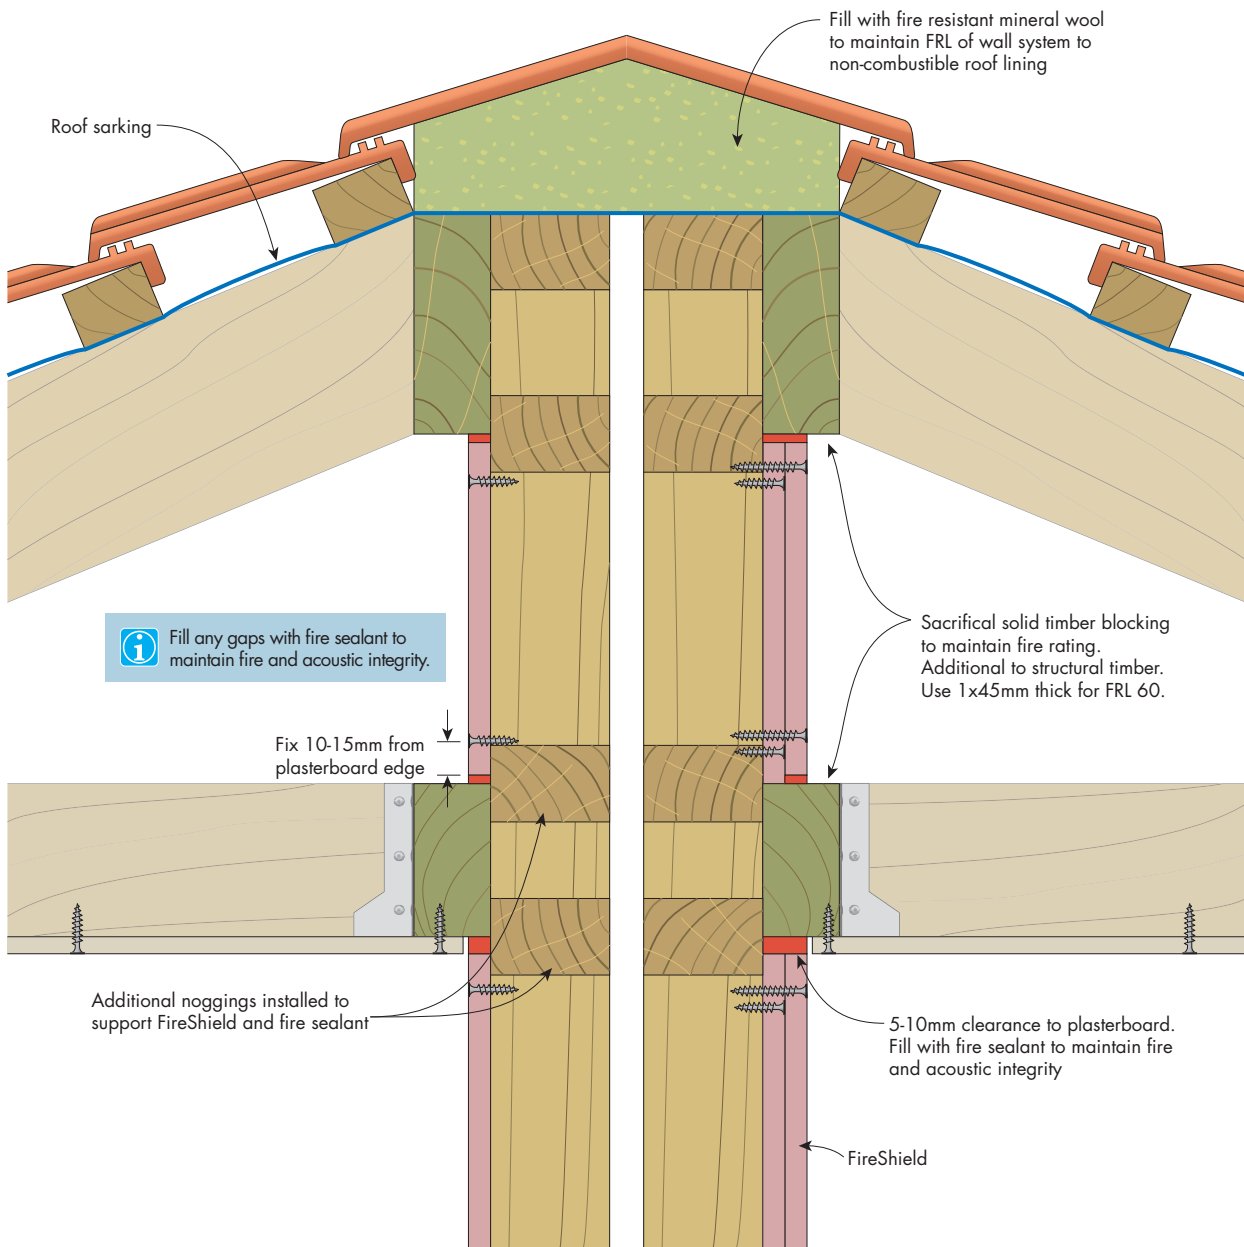 Fill with fire resistant mineral wool
to maintain FRL of wall system to
non-combustible roof lining
Roof sarking
Fill any gaps with fire sealant to
maintain fire and acoustic integrity.
Sacrifical solid timber blocking
to maintain fire rating.
Additional to structural timber.
Use 1x45mm thick for FRL 60.
Fix 10-15mm from
plasterboard edge
Additional noggings installed to
support FireShield and fire sealant
5-10mm clearance to plasterboard.
Fill with fire sealant to maintain fire
and acoustic integrity
FireShield